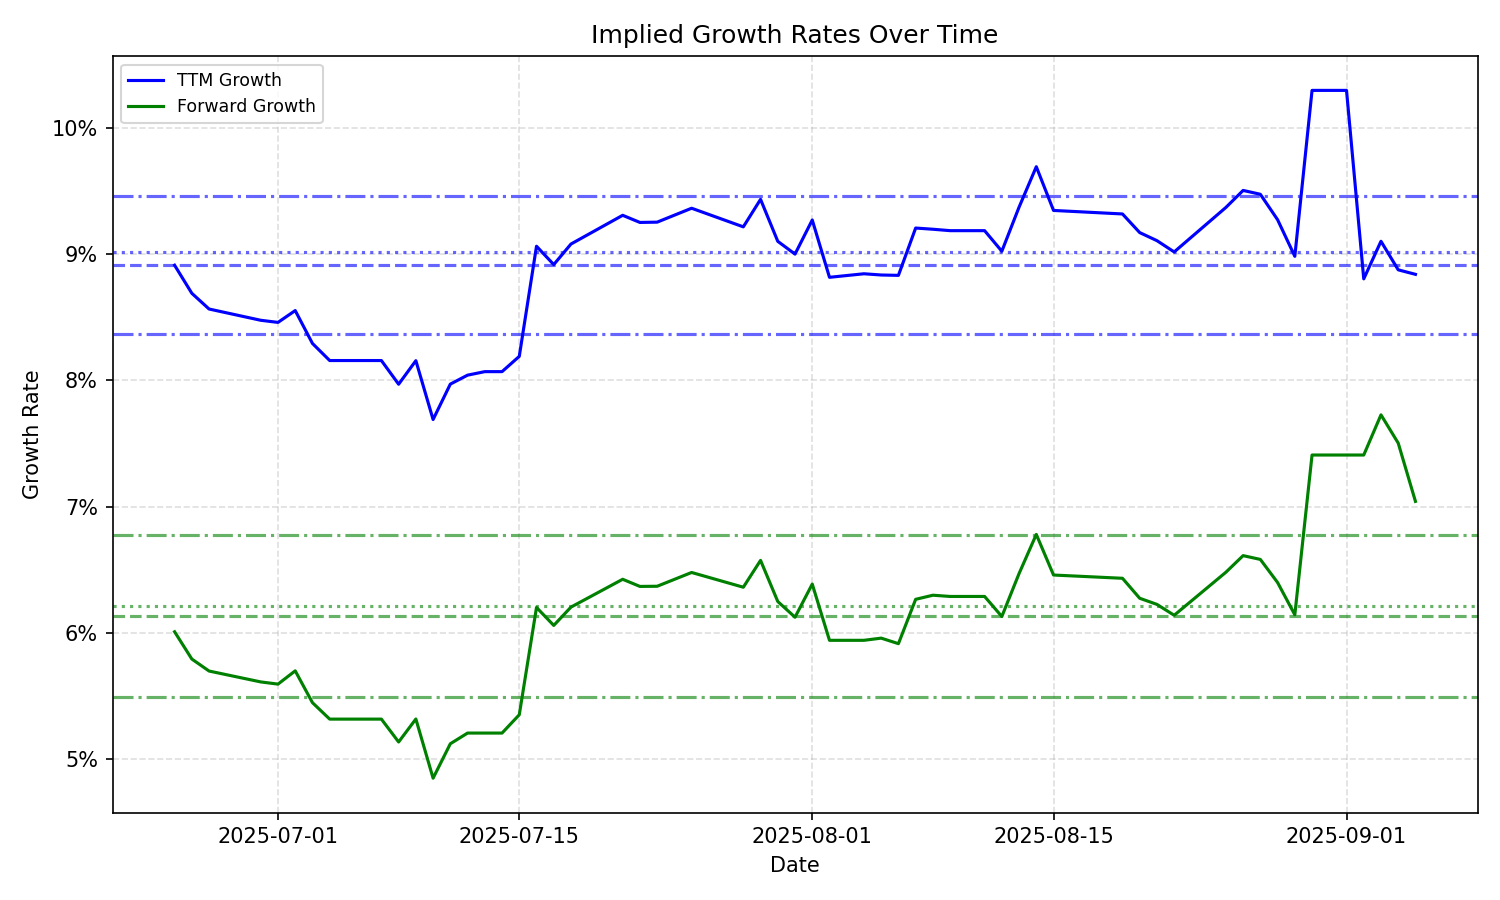 Implied Growth Rates Over Time
TTM Growth
Forward Growth
10%
9%
8%
7%
6%
5%
Growth Rate
2025-07-01
2025-07-15
2025-08-01
2025-08-15
2025-09-01
Date